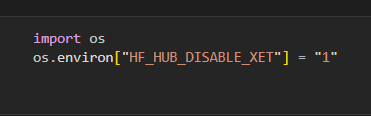 import os
os.environ["HF_HUB_DISABLE_XET"] = "1"